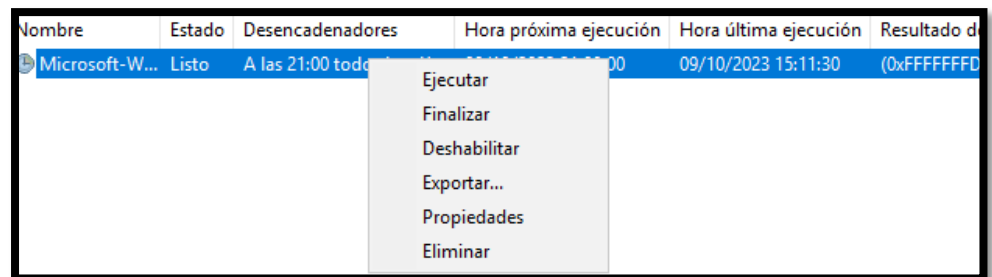 Nombre Estado Desencadenadores Hora próxima ejecución Hora última ejecución Resultado
Microsoft-W... Listo A las 21:00 09/10/2023 15:11:30 (0xFFFFFFFD
Ejecutar
Finalizar
Deshabilitar
Exportar...
Propiedades
Eliminar